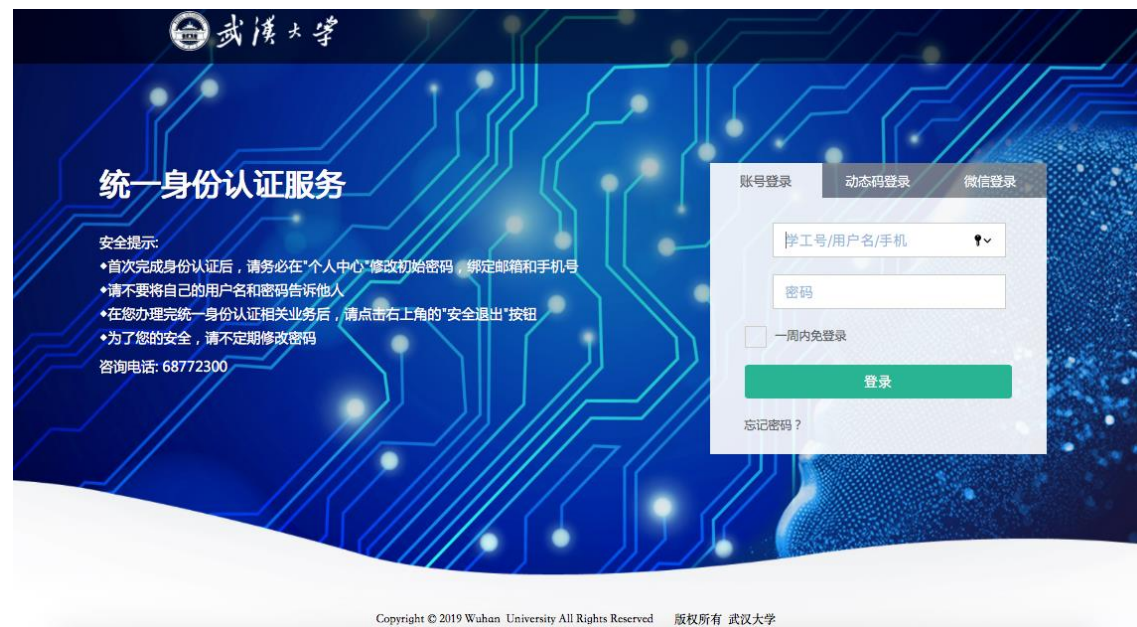 武漢大学
统一身份认证服务
安全提示:
◆首次完成身份认证后，请务必在"个人中心"修改初始密码，绑定邮箱和手机号
◆请不要将自己的用户名和密码告诉他人
◆在您办理完统一身份认证相关业务后，请点击右上角的"安全退出"按钮
◆为了您的安全，请不定期修改密码
咨询电话: 68772300
账号登录 动态码登录 微信登录
学工号/用户名/手机
密码
一周内免登录
登录
忘记密码？
Copyright © 2019 Wuhan University All Rights Reserved 版权所有 武汉大学